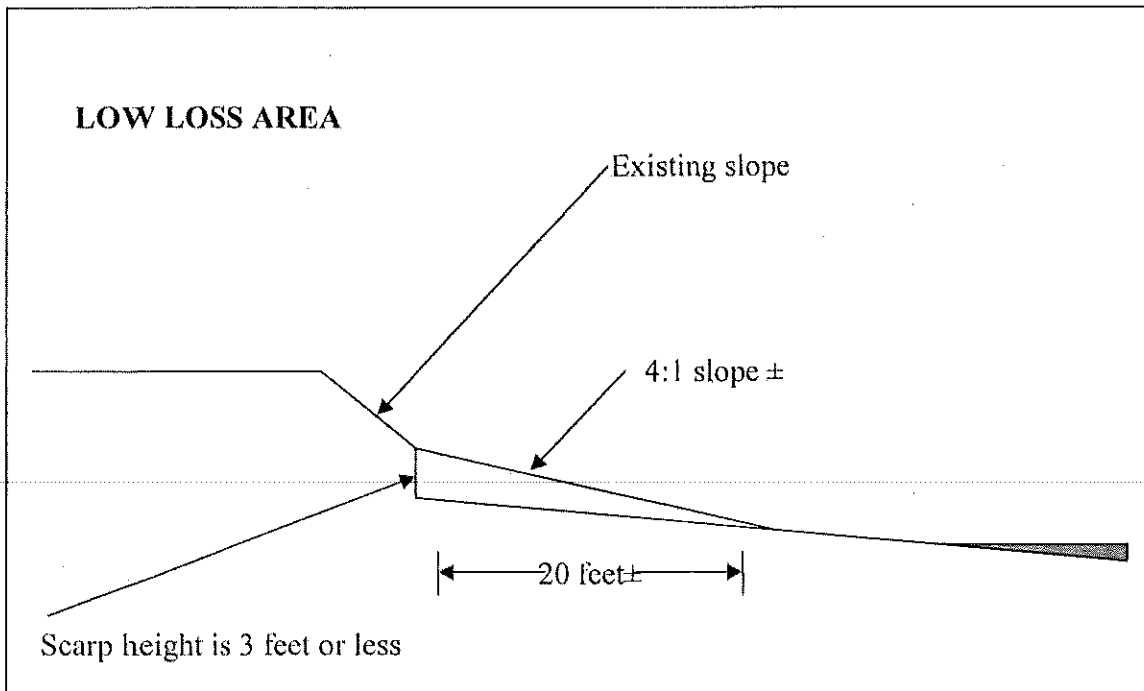 LOW LOSS AREA
Existing slope
4:1 slope ±
20 feet±
Scarp height is 3 feet or less